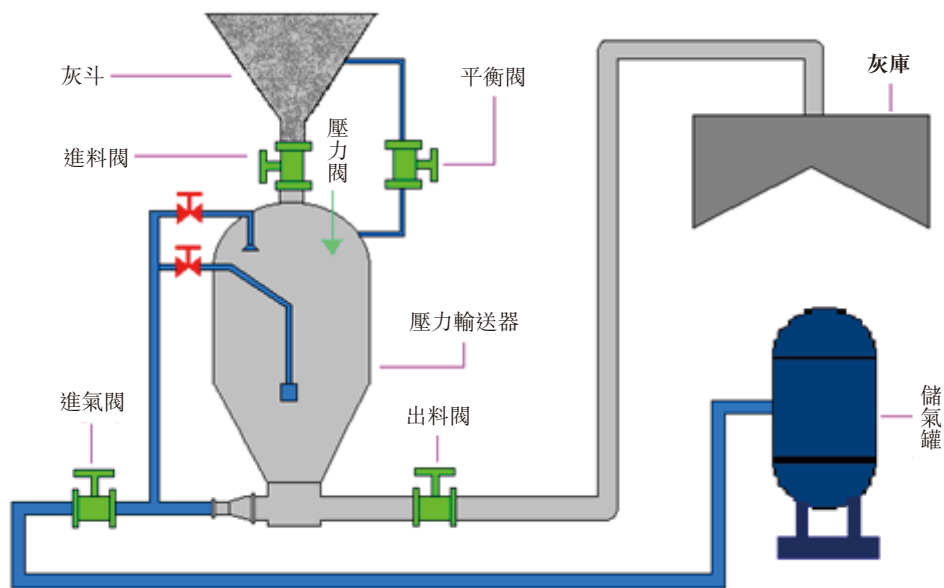 灰斗
平衡閥
灰庫
進料閥
壓力閥
壓力輸送器
進氣閥
出料閥
儲氣罐